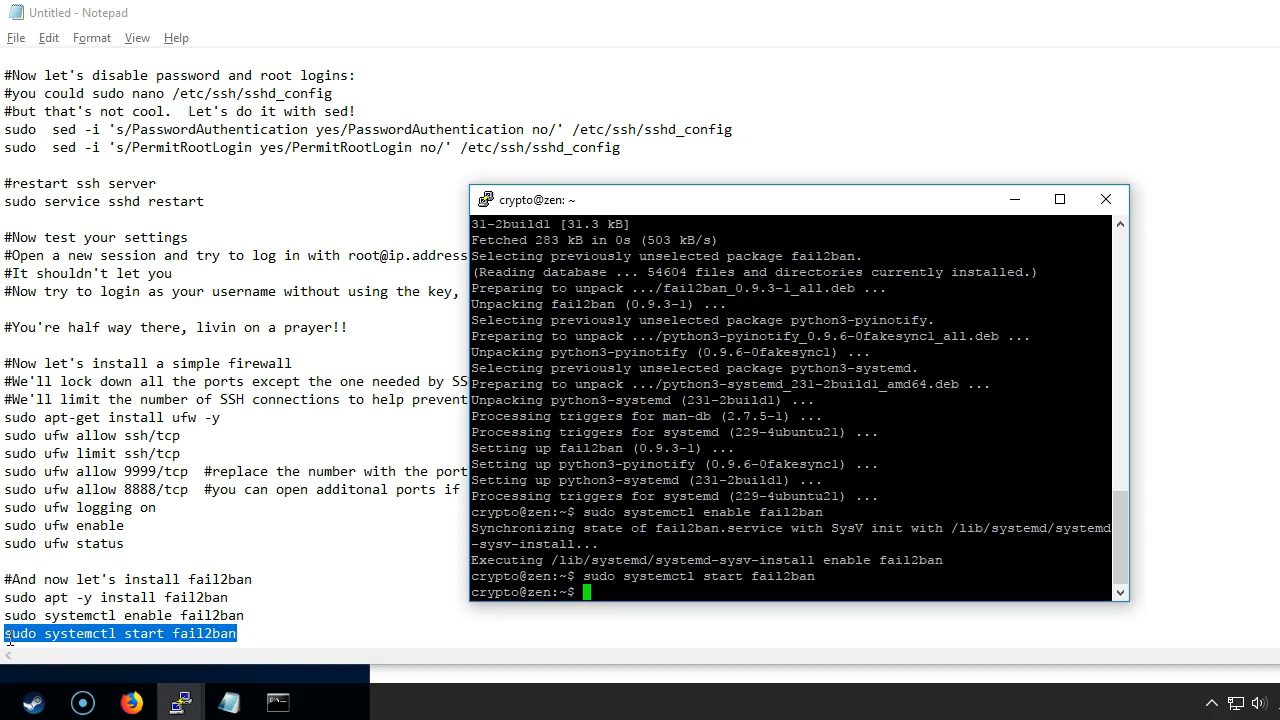 Untitled - Notepad
File Edit Format View Help
#Now let's disable password and root logins:
#you could sudo nano /etc/ssh/sshd_config
#but that's not cool.  Let's do it with sed!
sudo  sed -i 's/PasswordAuthentication yes/PasswordAuthentication no/' /etc/ssh/sshd_config
sudo  sed -i 's/PermitRootLogin yes/PermitRootLogin no/' /etc/ssh/sshd_config
#restart ssh server
sudo service sshd restart
#Now test your settings
#Open a new session and try to log in with root@ip.address
#It shouldn't let you
#Now try to login as your username without using the key,
#You're half way there, livin on a prayer!!
#Now let's install a simple firewall
#We'll lock down all the ports except the one needed by SS
#We'll limit the number of SSH connections to help prevent
sudo apt-get install ufw -y
sudo ufw allow ssh/tcp
sudo ufw limit ssh/tcp
sudo ufw allow 9999/tcp  #replace the number with the port
sudo ufw allow 8888/tcp  #you can open additonal ports if
sudo ufw logging on
sudo ufw enable
sudo ufw status
#And now let's install fail2ban
sudo apt -y install fail2ban
sudo systemctl enable fail2ban
sudo systemctl start fail2ban
crypto@zen: ~
31-2build1 [31.3 kB]
Fetched 283 kB in 0s (503 kB/s)
Selecting previously unselected package fail2ban.
(Reading database ... 54604 files and directories currently installed.)
Preparing to unpack .../fail2ban_0.9.3-1_all.deb ...
Unpacking fail2ban (0.9.3-1) ...
Selecting previously unselected package python3-pyinotify.
Preparing to unpack .../python3-pyinotify_0.9.6-0fakesync1_all.deb ...
Unpacking python3-pyinotify (0.9.6-0fakesync1) ...
Selecting previously unselected package python3-systemd.
Preparing to unpack .../python3-systemd_231-2build1_amd64.deb ...
Unpacking python3-systemd (231-2build1) ...
Processing triggers for man-db (2.7.5-1) ...
Processing triggers for systemd (229-4ubuntu21) ...
Setting up fail2ban (0.9.3-1) ...
Setting up python3-pyinotify (0.9.6-0fakesync1) ...
Setting up python3-systemd (231-2build1) ...
Processing triggers for systemd (229-4ubuntu21) ...
crypto@zen:~$ sudo systemctl enable fail2ban
Synchronizing state of fail2ban.service with SysV init with /lib/systemd/systemd
-sysv-install...
Executing /lib/systemd/systemd-sysv-install enable fail2ban
crypto@zen:~$ sudo systemctl start fail2ban
crypto@zen:~$